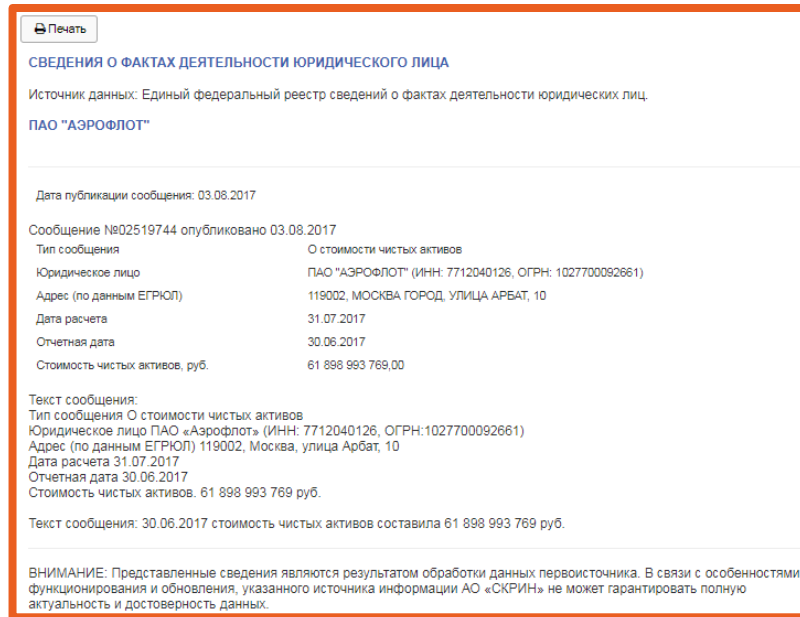 Печать
СВЕДЕНИЯ О ФАКТАХ ДЕЯТЕЛЬНОСТИ ЮРИДИЧЕСКОГО ЛИЦА
Источник данных: Единый федеральный реестр сведений о фактах деятельности юридических лиц.
ПАО "АЭРОФЛОТ"
Дата публикации сообщения: 03.08.2017
Сообщение №02519744 опубликовано 03.08.2017
Тип сообщения О стоимости чистых активов
Юридическое лицо ПАО "АЭРОФЛОТ" (ИНН: 7712040126, ОГРН: 1027700092661)
Адрес (по данным ЕГРЮЛ) 119002, МОСКВА ГОРОД, УЛИЦА АРБАТ, 10
Дата расчета 31.07.2017
Отчетная дата 30.06.2017
Стоимость чистых активов, руб. 61 898 993 769,00
Текст сообщения:
Тип сообщения О стоимости чистых активов
Юридическое лицо ПАО «Аэрофлот» (ИНН: 7712040126, ОГРН:1027700092661)
Адрес (по данным ЕГРЮЛ) 119002, Москва, улица Арбат, 10
Дата расчета 31.07.2017
Отчетная дата 30.06.2017
Стоимость чистых активов. 61 898 993 769 руб.
Текст сообщения: 30.06.2017 стоимость чистых активов составила 61 898 993 769 руб.
ВНИМАНИЕ: Представленные сведения являются результатом обработки данных первоисточника. В связи с особенностями
функционирования и обновления, указанного источника информации АО «СКРИН» не может гарантировать полную
актуальность и достоверность данных.